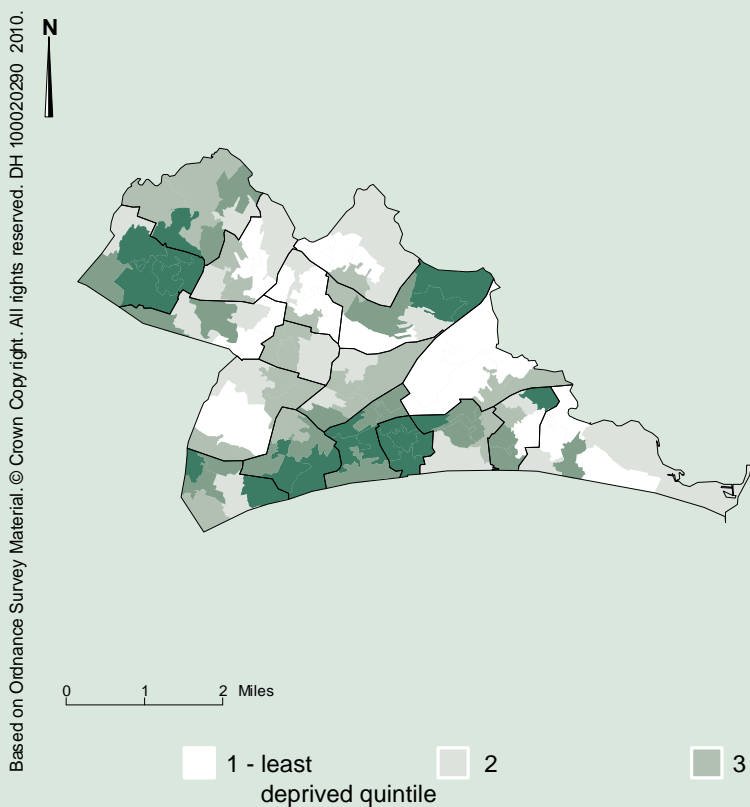 Based on Ordnance Survey Material. © Crown Copyright. All rights reserved. DH 100020290 2010.
N
0 1 2 Miles
1 - least
deprived quintile
2
3